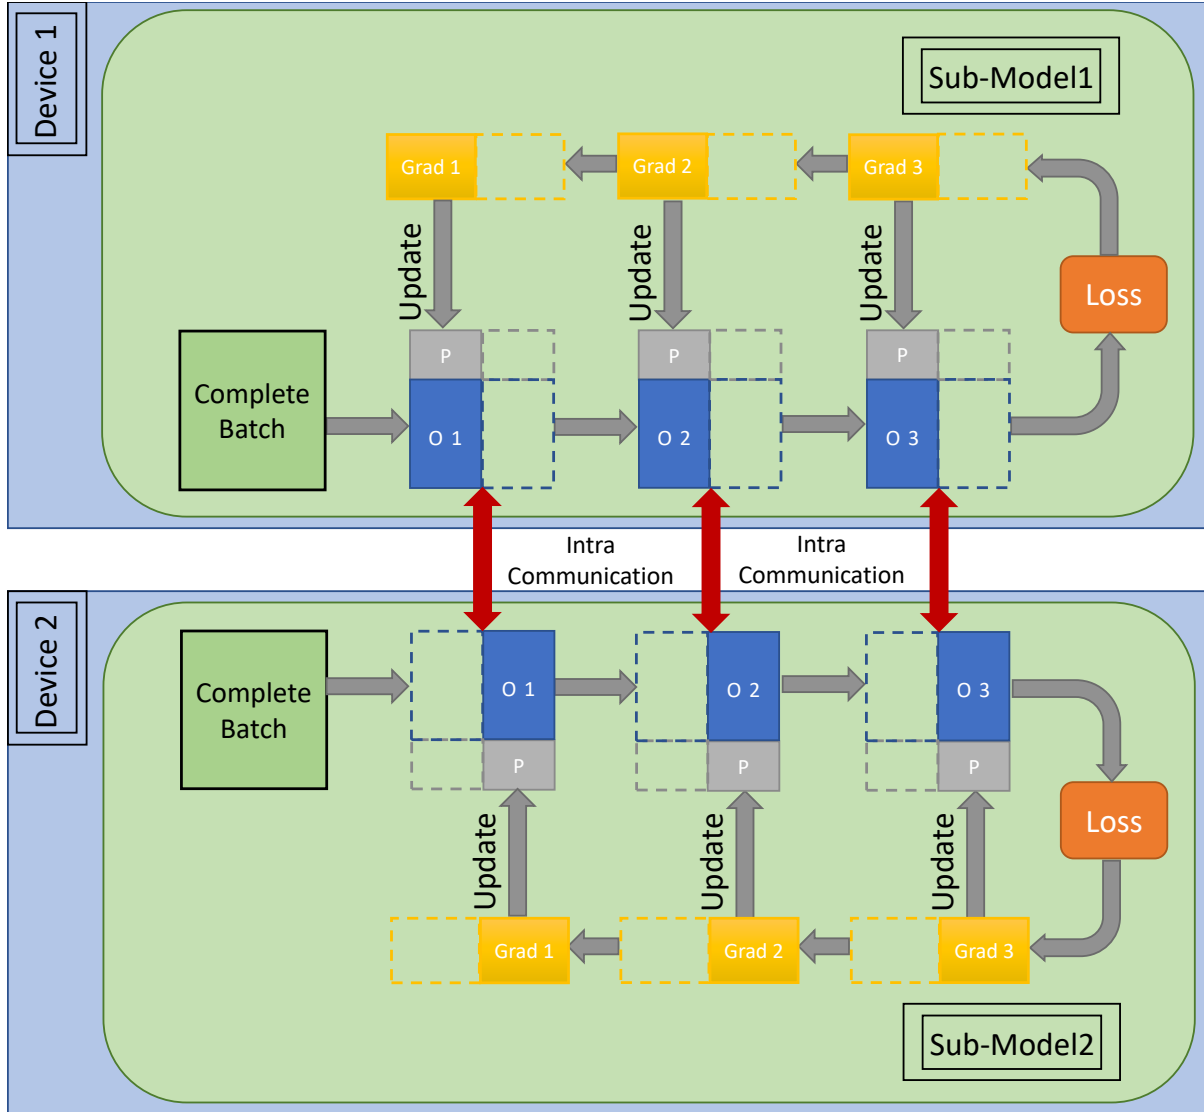 Device 1
Sub-Model1
Grad 1
Grad 2
Grad 3
Update
Update
Update
Loss
Complete
Batch
P
P
P
O 1
O 2
O 3
Intra
Communication
Intra
Communication
Device 2
Complete
Batch
O 1
O 2
O 3
P
P
P
Loss
Update
Update
Update
Grad 1
Grad 2
Grad 3
Sub-Model2